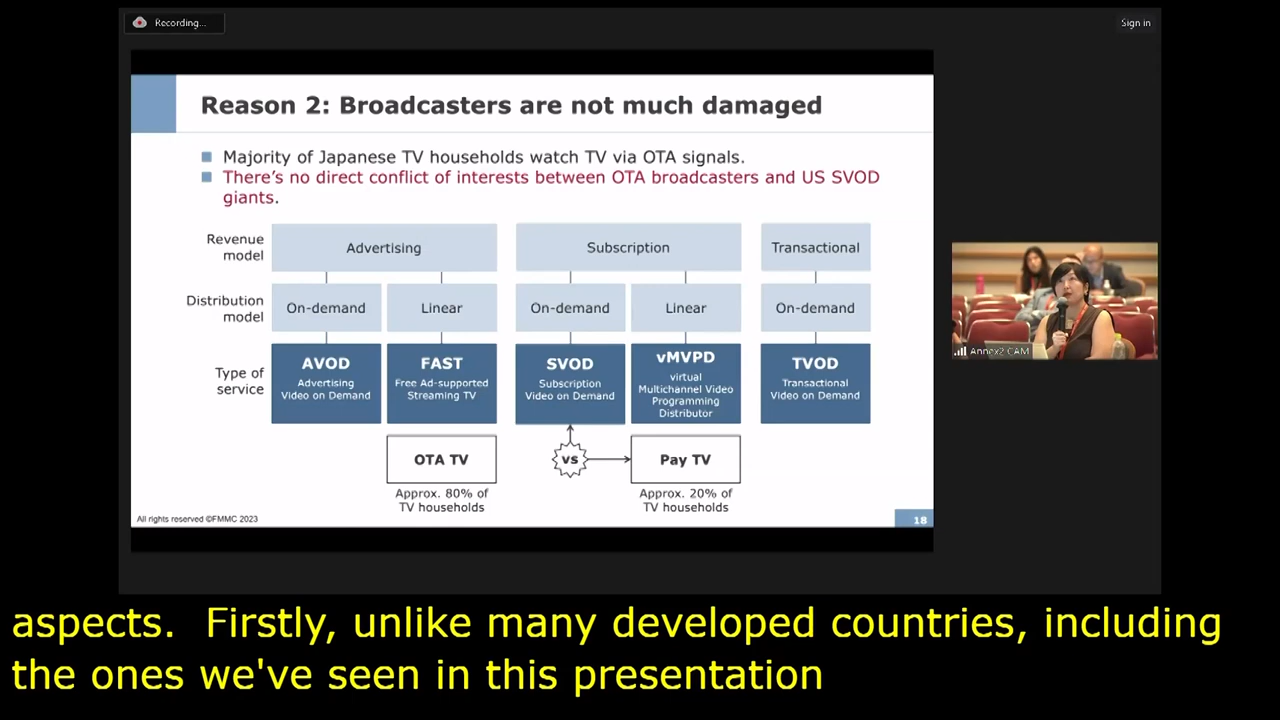 Recording...
Sign in
Reason 2: Broadcasters are not much damaged
Majority of Japanese TV households watch TV via OTA signals.
There's no direct conflict of interests between OTA broadcasters and US SVOD
giants.
Revenue
model
Advertising
Subscription
Transactional
Distribution
model
On-demand
Linear
On-demand
Linear
On-demand
Type of
service
AVOD
Advertising
Video on Demand
FAST
Free Ad-supported
Streaming TV
SVOD
Subscription
Video on Demand
vMVPD
virtual
Multichannel Video
Programming
Distributor
TVOD
Transactional
Video on Demand
OTA TV
vs
Pay TV
Approx. 80% of
TV households
Approx. 20% of
TV households
All rights reserved ©FMMC 2023
18
Annex2 CAM
aspects.  Firstly, unlike many developed countries, including
the ones we've seen in this presentation